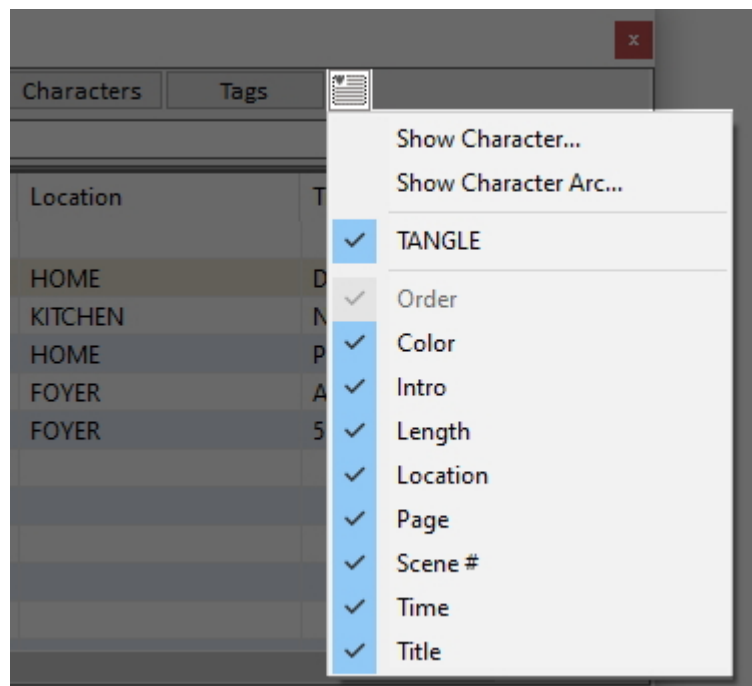 x
Characters Tags
Show Character...
Show Character Arc...
Location T
TANGLE
HOME D
Order
KITCHEN N
Color
HOME P
Intro
FOYER A
Length
FOYER 5
Location
Page
Scene #
Time
Title